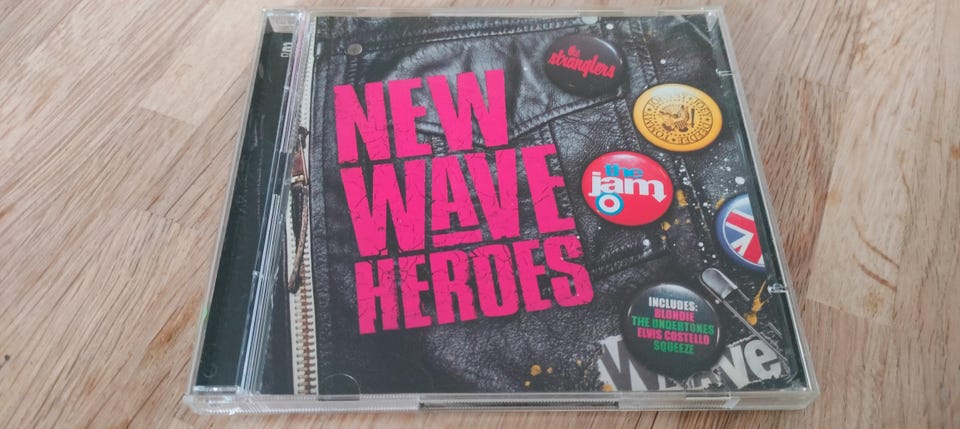 the
stranglers
NEW
WAVE
HEROES
the
jam
INCLUDES:
BLONDIE
THE UNDERTONES
ELVIS COSTELLO
SQUEEZE
Wave